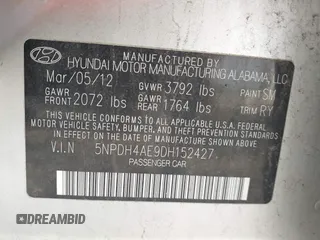 MANUFACTURED BY
HYUNDAI MOTOR MANUFACTURING ALABAMA, LLC
Mar/05/12 GVWR 3792 lbs PAINT SM
GAWR FRONT 2072 lbs GAWR REAR 1764 lbs TRIM RY
THIS VEHICLE CONFORMS TO ALL APPLICABLE
U.S.A. FEDERAL MOTOR VEHICLE SAFETY, BUMPER, AND
THEFT PREVENTION STANDARDS IN EFFECT ON
THE DATE OF MANUFACTURE SHOWN ABOVE.
V.I.N 5NPDH4AE9DH152427
PASSENGER CAR
DREAMBID